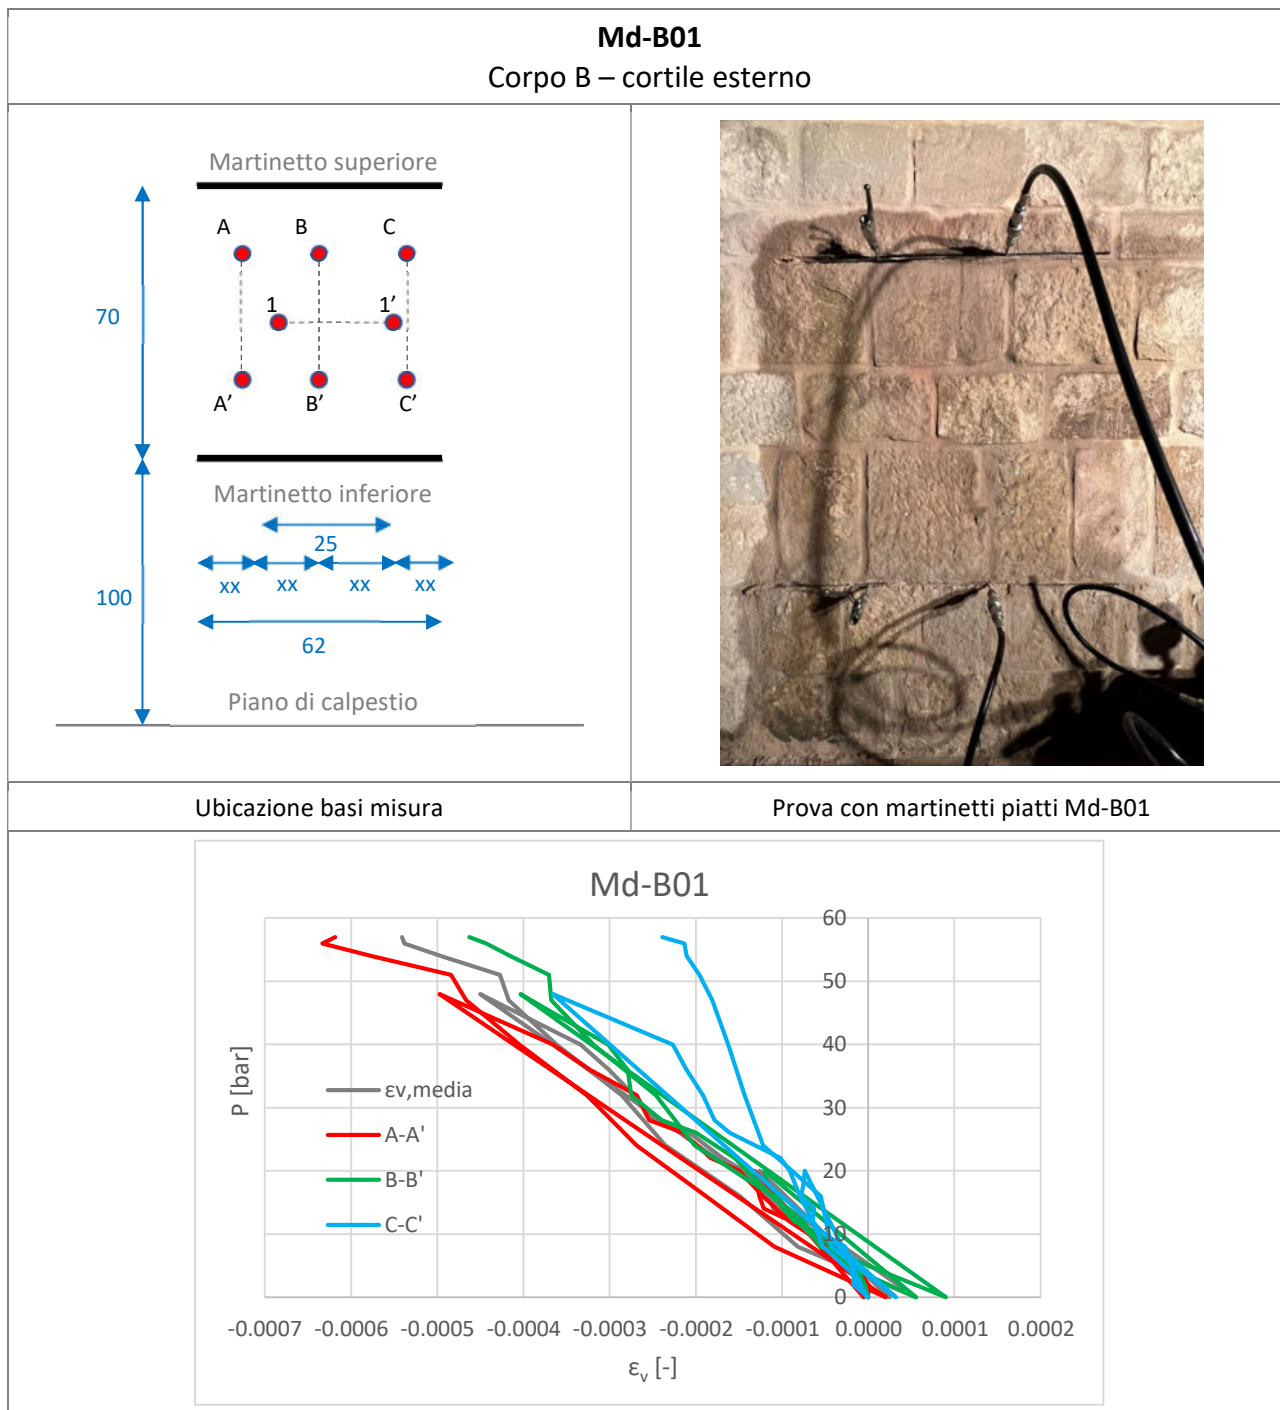 Md-B01
Corpo B – cortile esterno
Martinetto superiore
A B C
1 1’
70
A’ B’ C’
Martinetto inferiore
25
xx xx xx xx
100
62
Piano di calpestio
Ubicazione basi misura
Prova con martinetti piatti Md-B01
Md-B01
60
50
40
30
20
10
0
P [bar]
εv,media
A-A'
B-B'
C-C'
-0.0007 -0.0006 -0.0005 -0.0004 -0.0003 -0.0002 -0.0001 0.0000 0.0001 0.0002
εv [-]